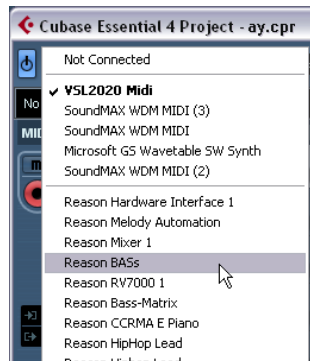 Cubase Essential 4 Project - ay.cpr
Not Connected
VSL2020 Midi
No
SoundMAX WDM MIDI (3)
SoundMAX WDM MIDI
MI
Microsoft GS Wavetable SW Synth
m
SoundMAX WDM MIDI (2)
Reason Hardware Interface 1
Reason Melody Automation
Reason Mixer 1
Reason BASs
Reason RV7000 1
Reason Bass-Matrix
Reason CCRMA E Piano
Reason HipHop Lead